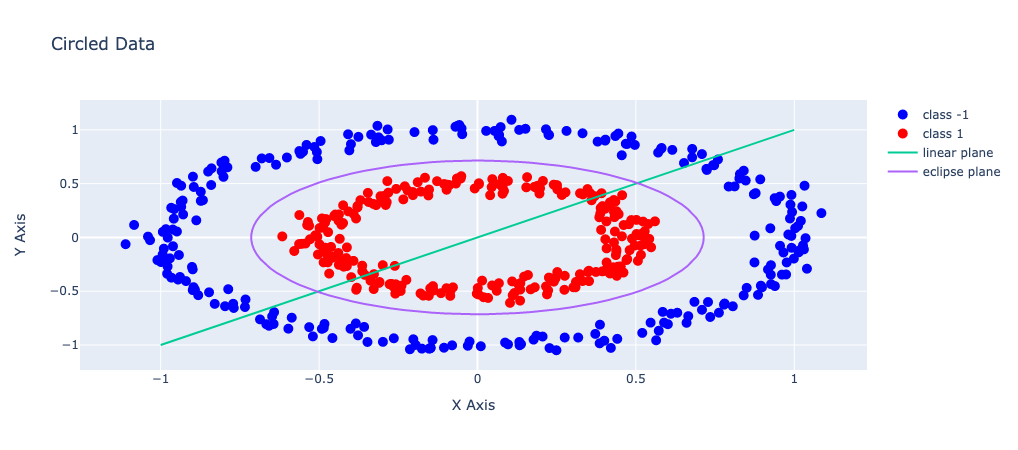 Circled Data
Y Axis
1
0.5
0
−0.5
−1
−1
−0.5
0
0.5
1
X Axis
class -1
class 1
linear plane
eclipse plane